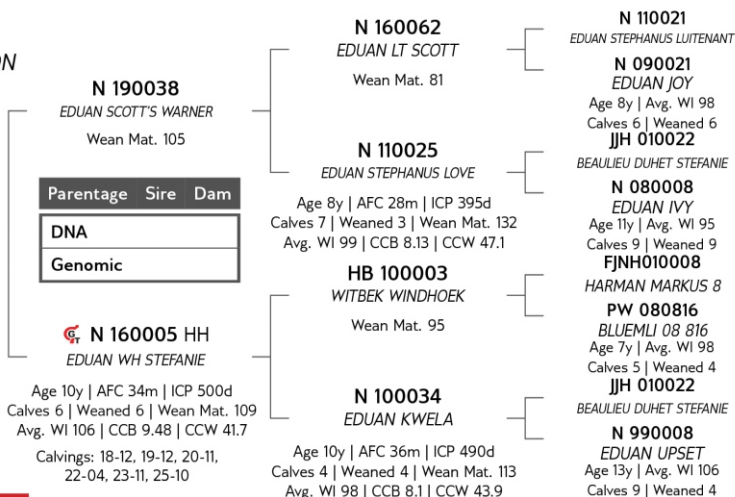 ON
N 190038
EDUAN SCOTT'S WARNER
Wean Mat. 105
Parentage Sire Dam
DNA
Genomic
GT N 160005 HH
EDUAN WH STEFANIE
Age 10y | AFC 34m | ICP 500d
Calves 6 | Weaned 6 | Wean Mat. 109
Avg. WI 106 | CCB 9.48 | CCW 41.7
Calvings: 18-12, 19-12, 20-11,
22-04, 23-11, 25-10
N 160062
EDUAN LT SCOTT
Wean Mat. 81
N 110025
EDUAN STEPHANUS LOVE
Age 8y | AFC 28m | ICP 395d
Calves 7 | Weaned 3 | Wean Mat. 132
Avg. WI 99 | CCB 8.13 | CCW 47.1
HB 100003
WITBEK WINDHOEK
Wean Mat. 95
N 100034
EDUAN KWELA
Age 10y | AFC 36m | ICP 490d
Calves 4 | Weaned 4 | Wean Mat. 113
Avg. WI 98 | CCB 8.1 | CCW 43.9
N 110021
EDUAN STEPHANUS LUITENANT
N 090021
EDUAN JOY
Age 8y | Avg. WI 98
Calves 6 | Weaned 6
JJH 010022
BEAULIEU DUHET STEFANIE
N 080008
EDUAN IVY
Age 11y | Avg. WI 95
Calves 9 | Weaned 9
FJNH010008
HARMAN MARKUS 8
PW 080816
BLUEMLI 08 816
Age 7y | Avg. WI 98
Calves 5 | Weaned 4
JJH 010022
BEAULIEU DUHET STEFANIE
N 990008
EDUAN UPSET
Age 13y | Avg. WI 106
Calves 9 | Weaned 4